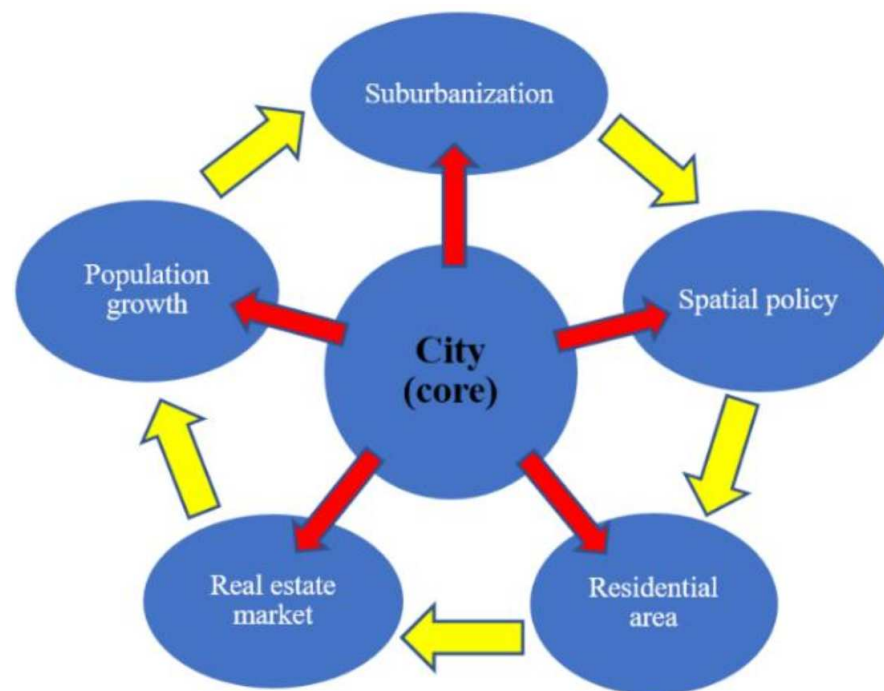 Suburbanization
Population
growth
Spatial policy
City
(core)
Real estate
market
Residential
area